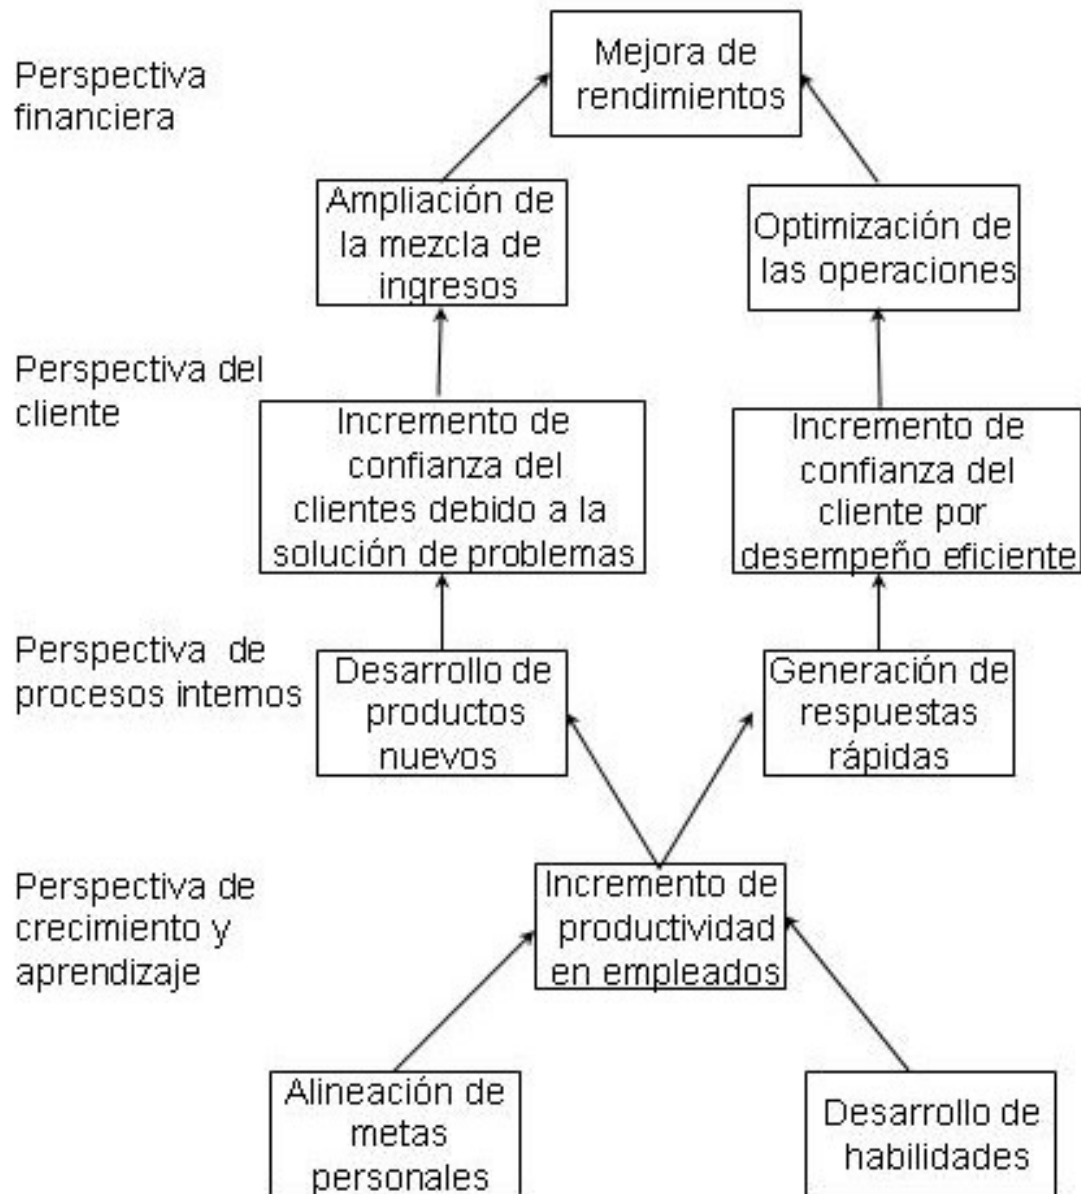 Perspectiva
financiera
Mejora de
rendimientos
Ampliación de
la mezcla de
ingresos
Optimización de
las operaciones
Perspectiva del
cliente
Incremento de
confianza del
clientes debido a la
solución de problemas
Incremento de
confianza del
cliente por
desempeño eficiente
Perspectiva de
procesos internos
Desarrollo de
productos
nuevos
Generación de
respuestas
rápidas
Perspectiva de
crecimiento y
aprendizaje
Incremento de
productividad
en empleados
Alineación de
metas
personales
Desarrollo de
habilidades